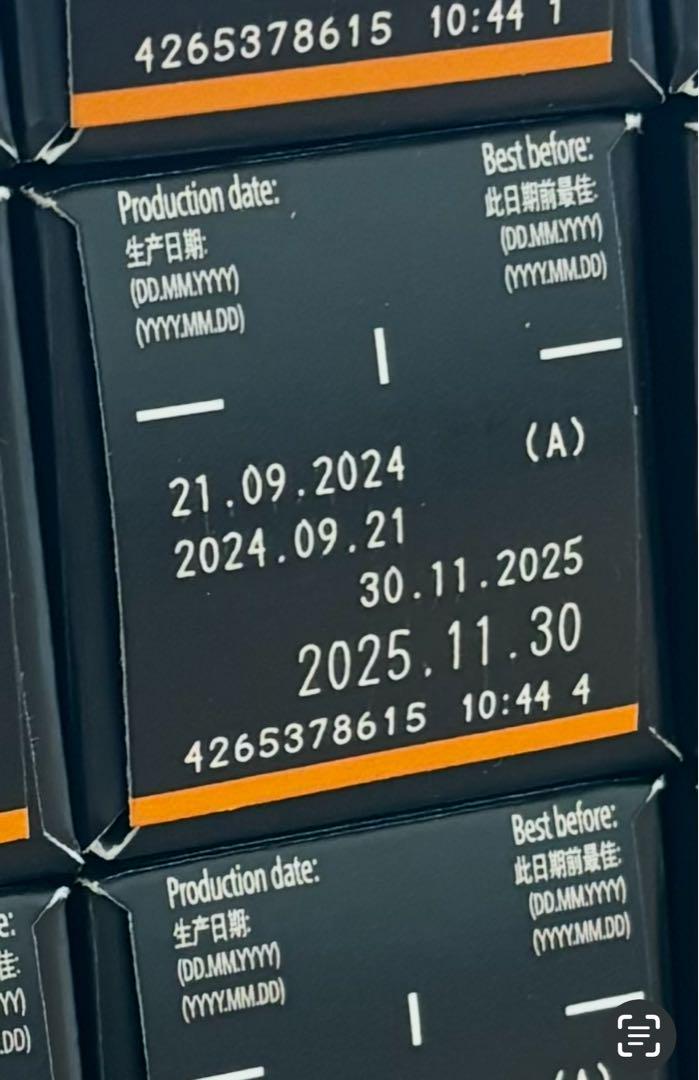 4265378615 10:44 1
Production date:
生产日期:
(DD.MM.YYYY)
(YYYY.MM.DD)
Best before:
此日期前最佳:
(DD.MM.YYYY)
(YYYY.MM.DD)
(A)
21.09.2024
2024.09.21
30.11.2025
2025.11.30
4265378615 10:44 4
Production date:
生产日期:
(DD.MM.YYYY)
(YYYY.MM.DD)
Best before:
此日期前最佳:
(DD.MM.YYYY)
(YYYY.MM.DD)
(A)
e:
佳:
YY)
.DD)